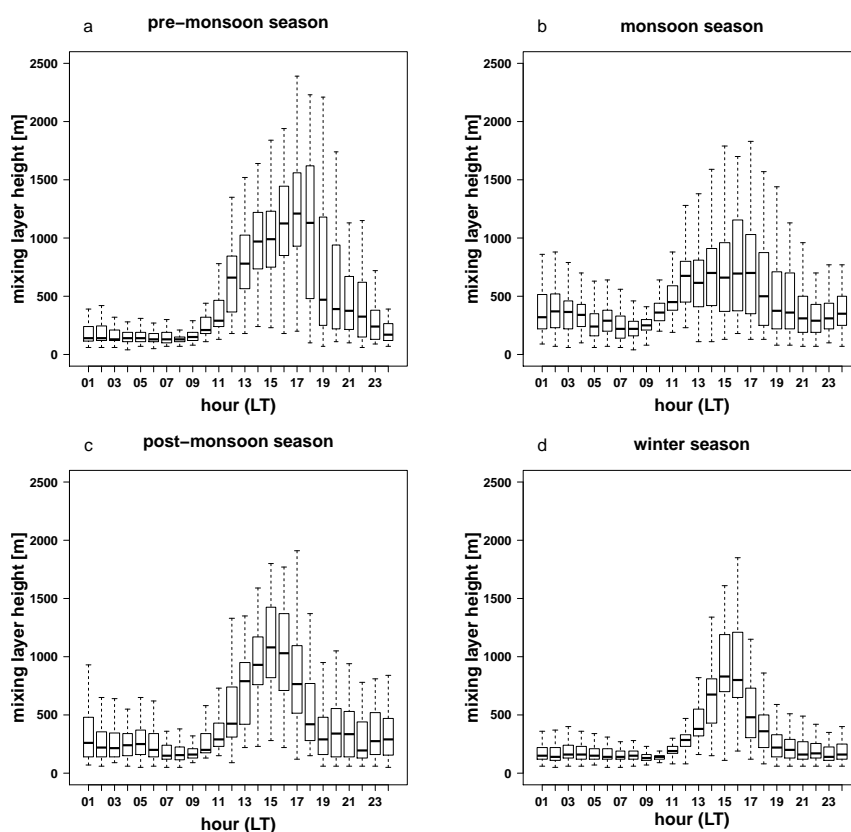 a pre−monsoon season
mixing layer height [m]
2500
2000
1500
1000
500
0
01 03 05 07 09 11 13 15 17 19 21 23
hour (LT)
b monsoon season
mixing layer height [m]
2500
2000
1500
1000
500
0
01 03 05 07 09 11 13 15 17 19 21 23
hour (LT)
c post−monsoon season
mixing layer height [m]
2500
2000
1500
1000
500
0
01 03 05 07 09 11 13 15 17 19 21 23
hour (LT)
d winter season
mixing layer height [m]
2500
2000
1500
1000
500
0
01 03 05 07 09 11 13 15 17 19 21 23
hour (LT)